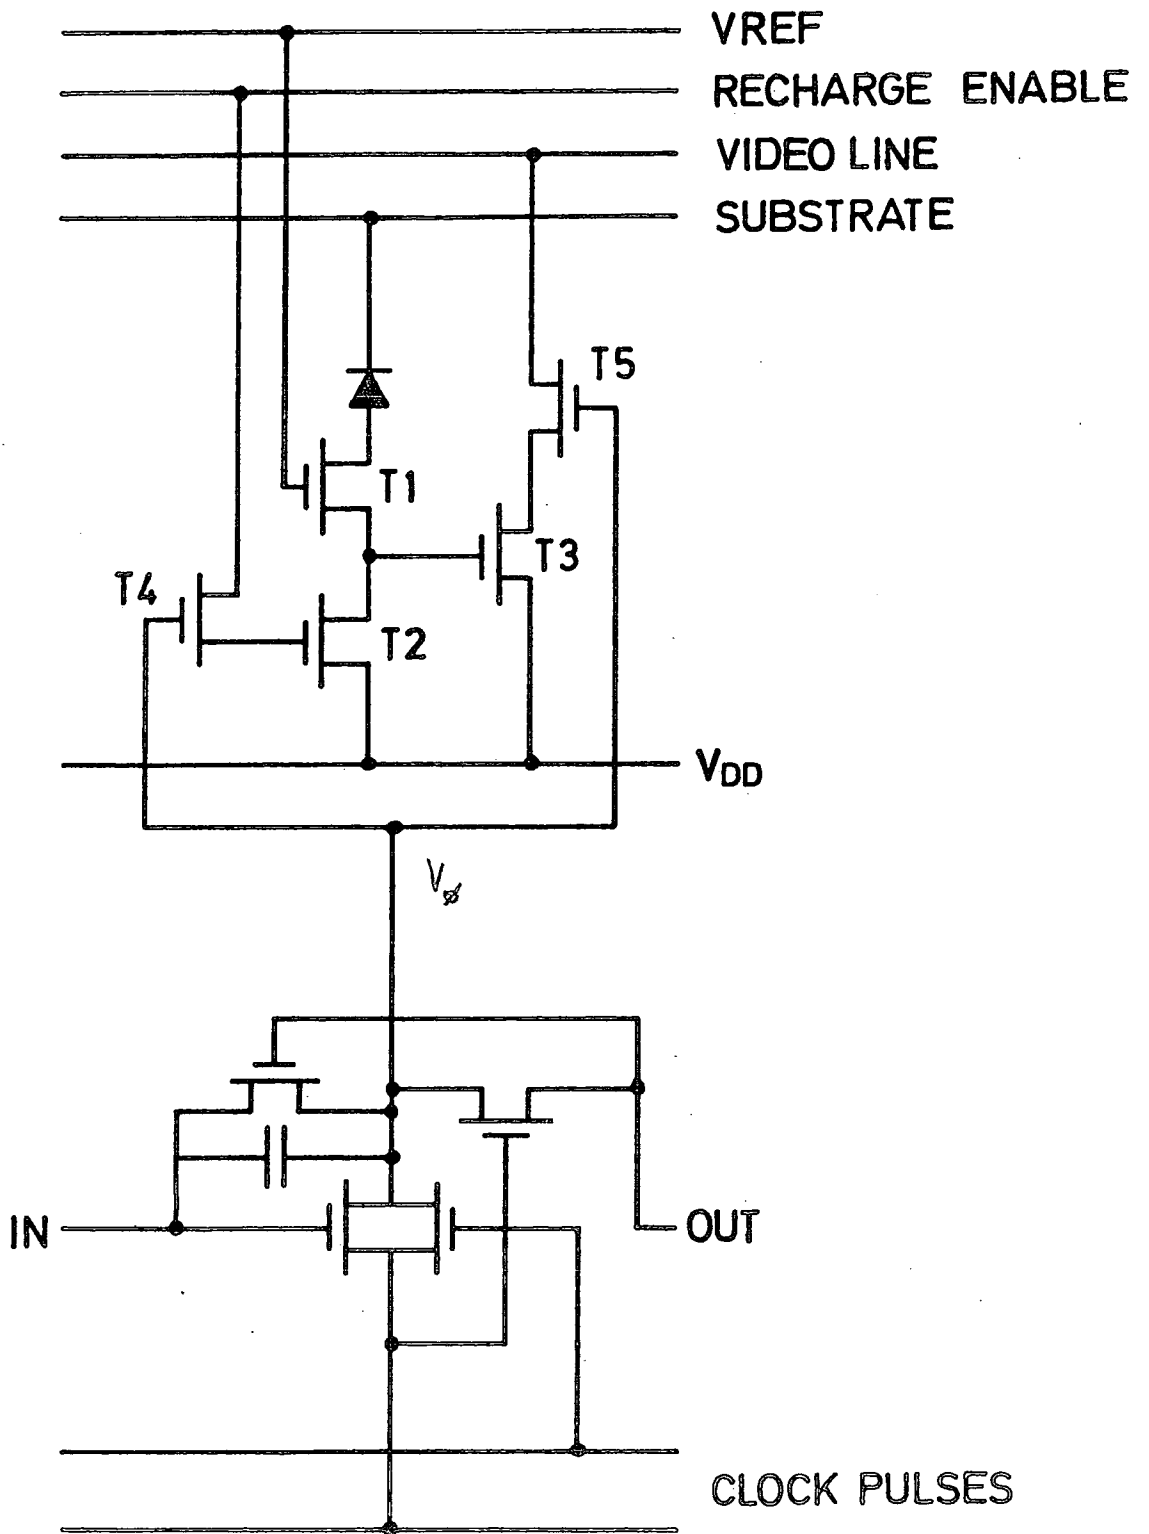 VREF
RECHARGE ENABLE
VIDEO LINE
SUBSTRATE
T5
T1
T3
T4
T2
VDD
Vø
IN
OUT
CLOCK PULSES